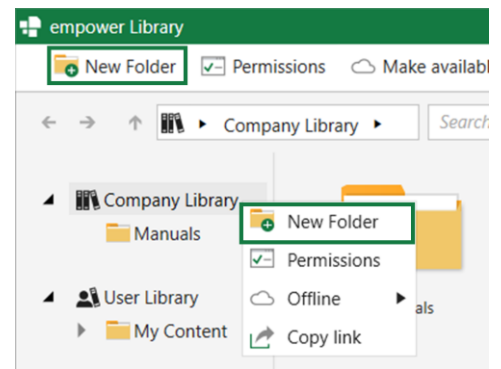 empower Library
New Folder Permissions Make availabl
Company Library Search
Company Library
Manuals
User Library
My Content
New Folder
Permissions
Offline
Copy link
als